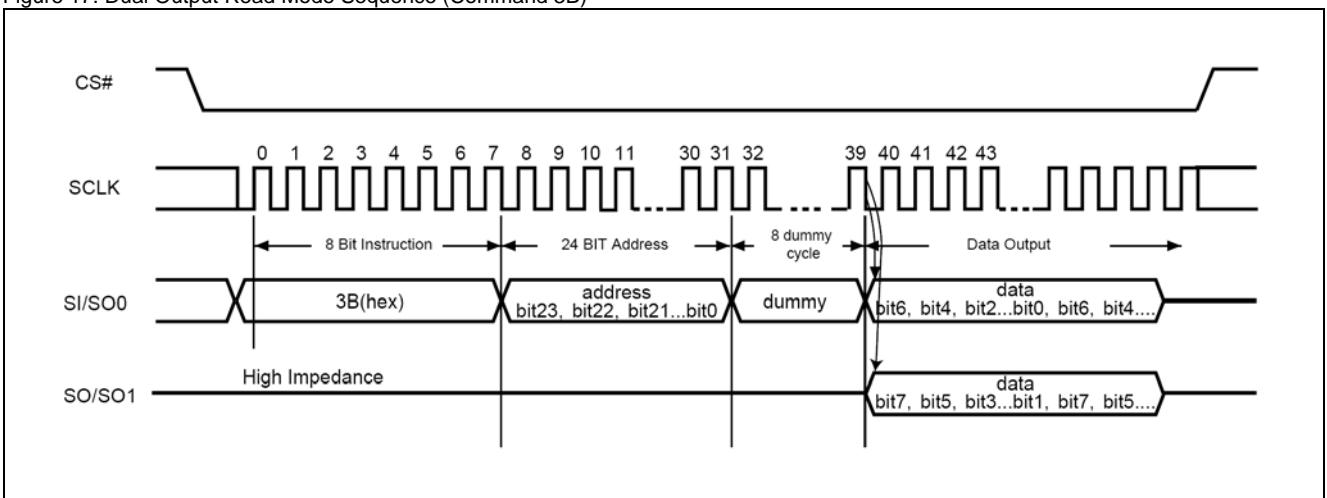 Figure 17. Dual Output Read Mode Sequence (Command 3B)
CS#
0 1 2 3 4 5 6 7 8 9 10 11 30 31 32 39 40 41 42 43
SCLK
8 Bit Instruction
24 BIT Address
8 dummy
cycle
Data Output
SI/SO0
3B(hex)
address
bit23, bit22, bit21...bit0
dummy
data
bit6, bit4, bit2...bit0, bit6, bit4....
High Impedance
SO/SO1
data
bit7, bit5, bit3...bit1, bit7, bit5....